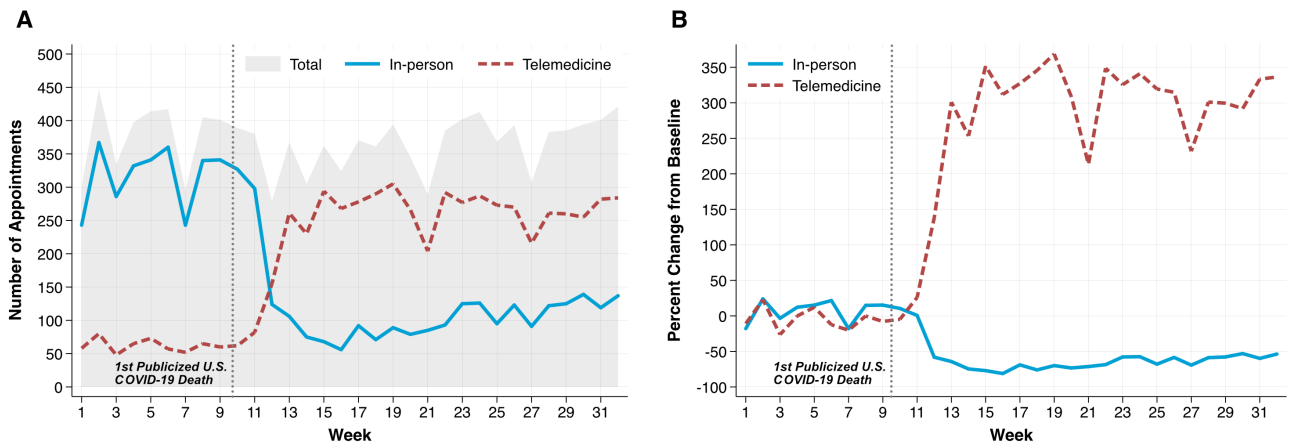 A
Number of Appointments
500
450
400
350
300
250
200
150
100
50
0
Total In-person Telemedicine
1st Publicized U.S.
COVID-19 Death
1 3 5 7 9 11 13 15 17 19 21 23 25 27 29 31
Week
B
Percent Change from Baseline
350
300
250
200
150
100
50
0
-50
-100
In-person
Telemedicine
1st Publicized U.S.
COVID-19 Death
1 3 5 7 9 11 13 15 17 19 21 23 25 27 29 31
Week